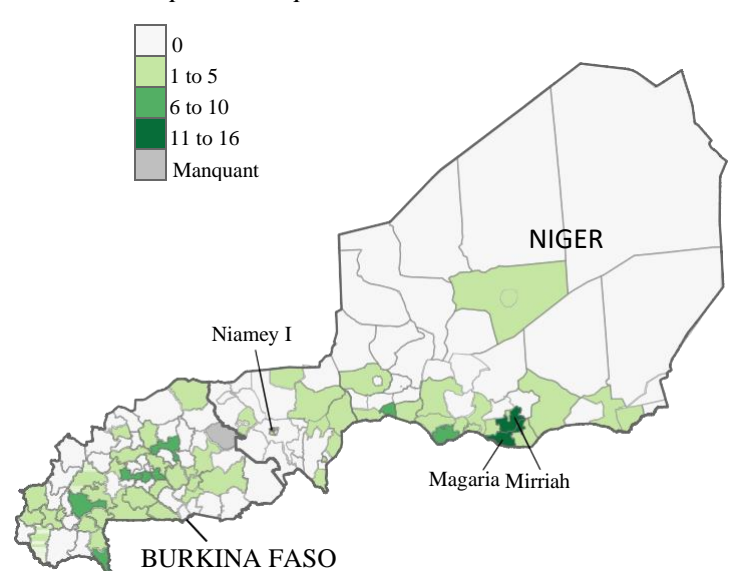 0
1 to 5
6 to 10
11 to 16
Manquant
NIGER
Niamey I
Magaria Mirriah
BURKINA FASO